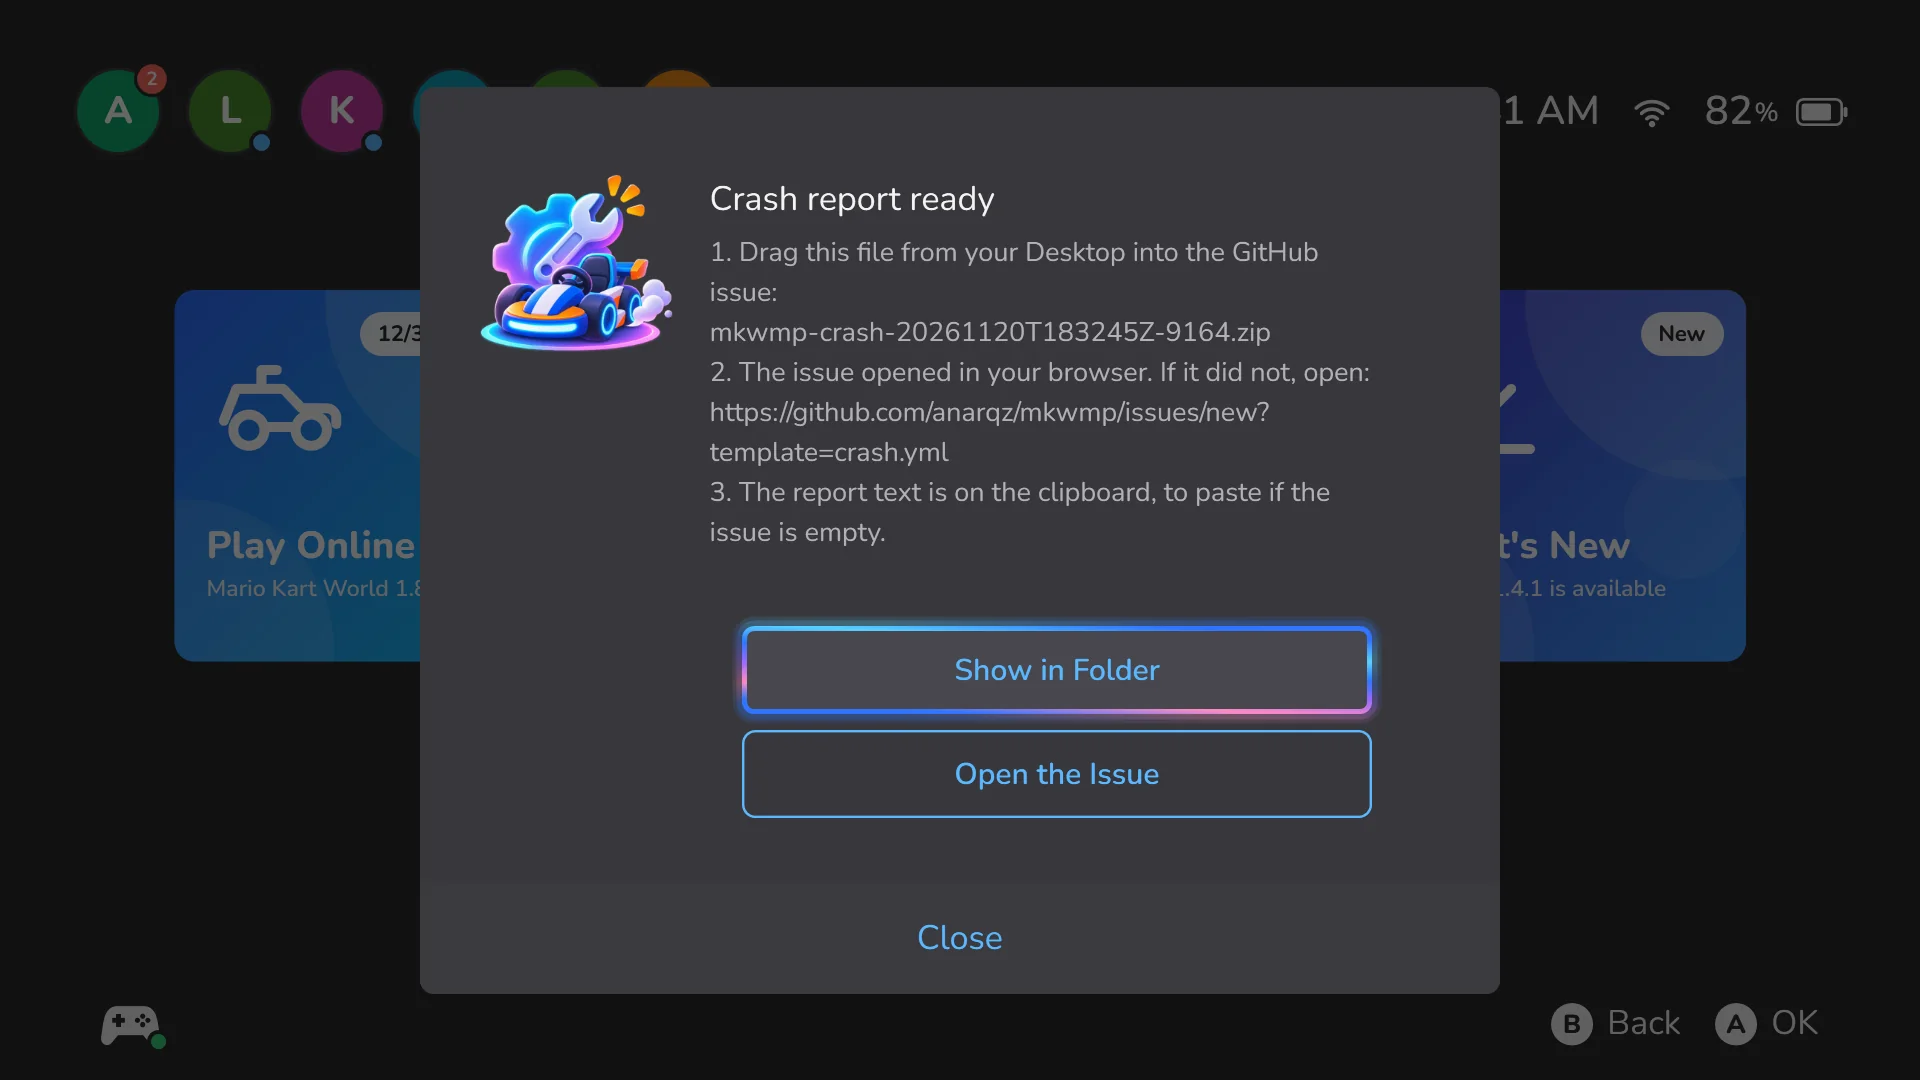 A
2
L
K
1 AM
82%
Crash report ready
1. Drag this file from your Desktop into the GitHub
issue:
mkwmp-crash-20261120T183245Z-9164.zip
2. The issue opened in your browser. If it did not, open:
https://github.com/anarqz/mkwmp/issues/new?
template=crash.yml
3. The report text is on the clipboard, to paste if the
issue is empty.
12/3
Play Online
Mario Kart World 1.8
New
t's New
.4.1 is available
Show in Folder
Open the Issue
Close
B Back
A OK